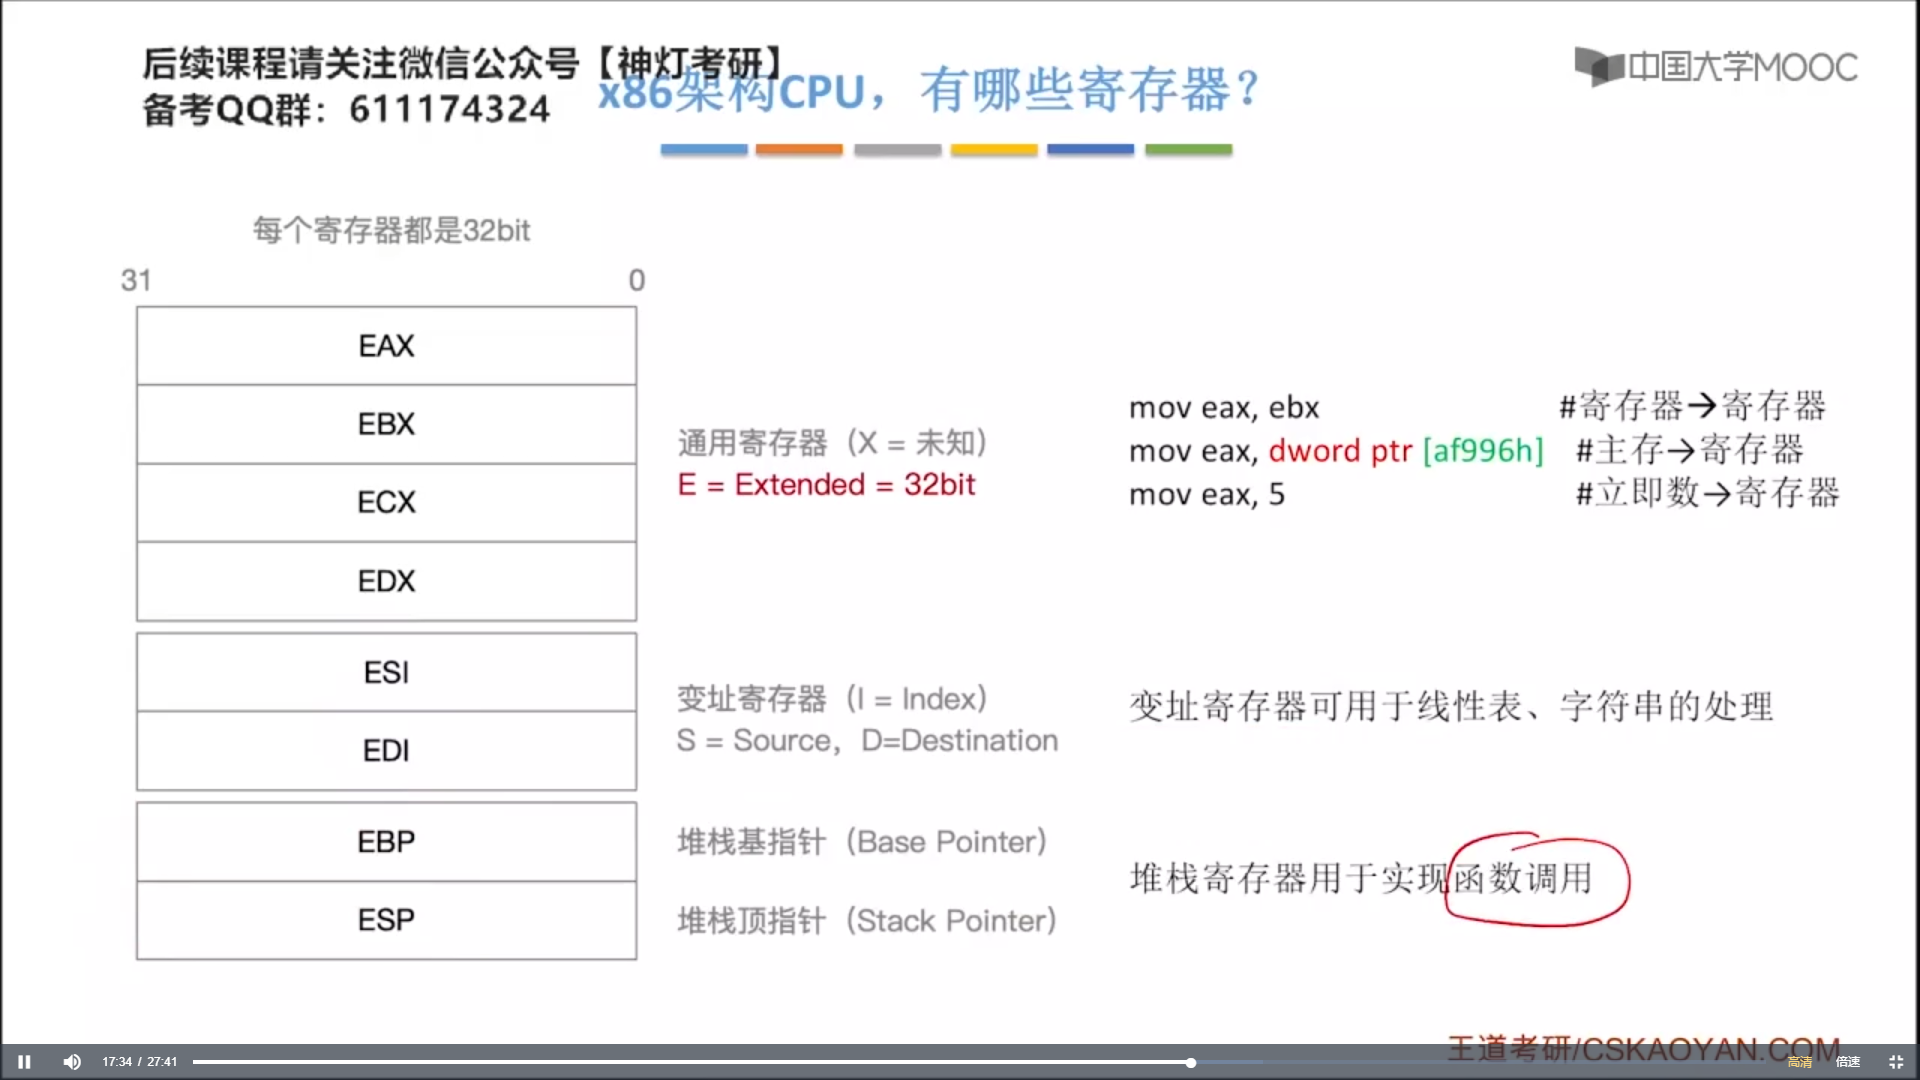 后续课程请关注微信公众号【神灯考研】
备考QQ群：611174324
x86架构CPU，有哪些寄存器？
中国大学MOOC
每个寄存器都是32bit
31 0
EAX
EBX
ECX
EDX
ESI
EDI
EBP
ESP
通用寄存器（X = 未知）
E = Extended = 32bit
变址寄存器（I = Index）
S = Source，D=Destination
堆栈基指针（Base Pointer）
堆栈顶指针（Stack Pointer）
mov eax, ebx #寄存器→寄存器
mov eax, dword ptr [af996h] #主存→寄存器
mov eax, 5 #立即数→寄存器
变址寄存器可用于线性表、字符串的处理
堆栈寄存器用于实现函数调用
王道考研/CSKAOYAN.COM
17:34 / 27:41
高清 倍速